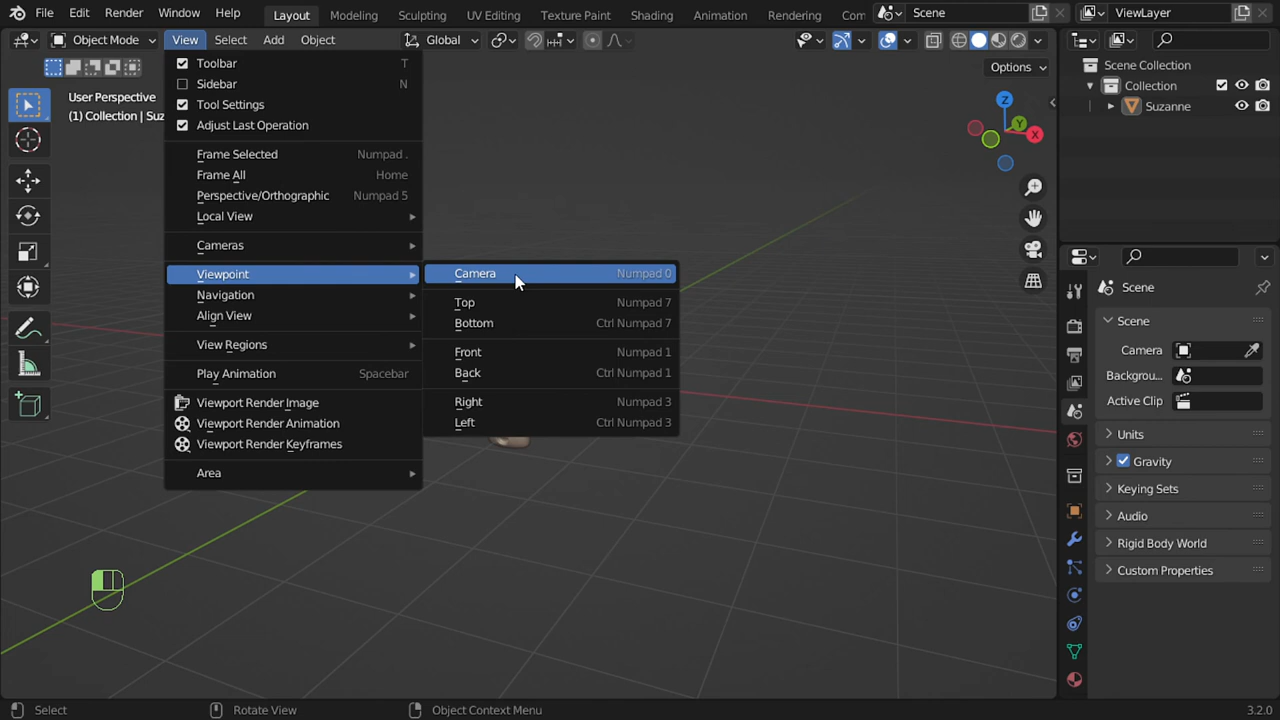 File Edit Render Window Help Layout Modeling Sculpting UV Editing Texture Paint Shading Animation Rendering Com Scene ViewLayer
Object Mode View Select Add Object Global
Options
User Perspective
(1) Collection | Suz
Toolbar T
Sidebar N
Tool Settings
Adjust Last Operation
Frame Selected Numpad .
Frame All Home
Perspective/Orthographic Numpad 5
Local View
Cameras
Viewpoint
Navigation
Align View
View Regions
Play Animation Spacebar
Viewport Render Image
Viewport Render Animation
Viewport Render Keyframes
Area
Camera Numpad 0
Top Numpad 7
Bottom Ctrl Numpad 7
Front Numpad 1
Back Ctrl Numpad 1
Right Numpad 3
Left Ctrl Numpad 3
Z
Y
X
Scene Collection
Collection
Suzanne
Scene
Scene
Camera
Backgrou...
Active Clip
Units
Gravity
Keying Sets
Audio
Rigid Body World
Custom Properties
Select Rotate View Object Context Menu 3.2.0